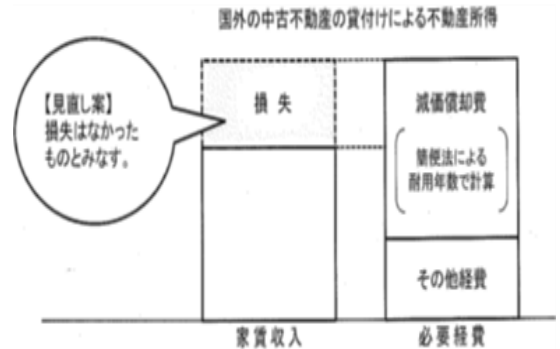 国外の中古不動産の貸付けによる不動産所得
【見直し案】
損失はなかった
ものとみなす。
損失
減価償却費
簡便法による
耐用年数で計算
その他経費
家賃収入
必要経費